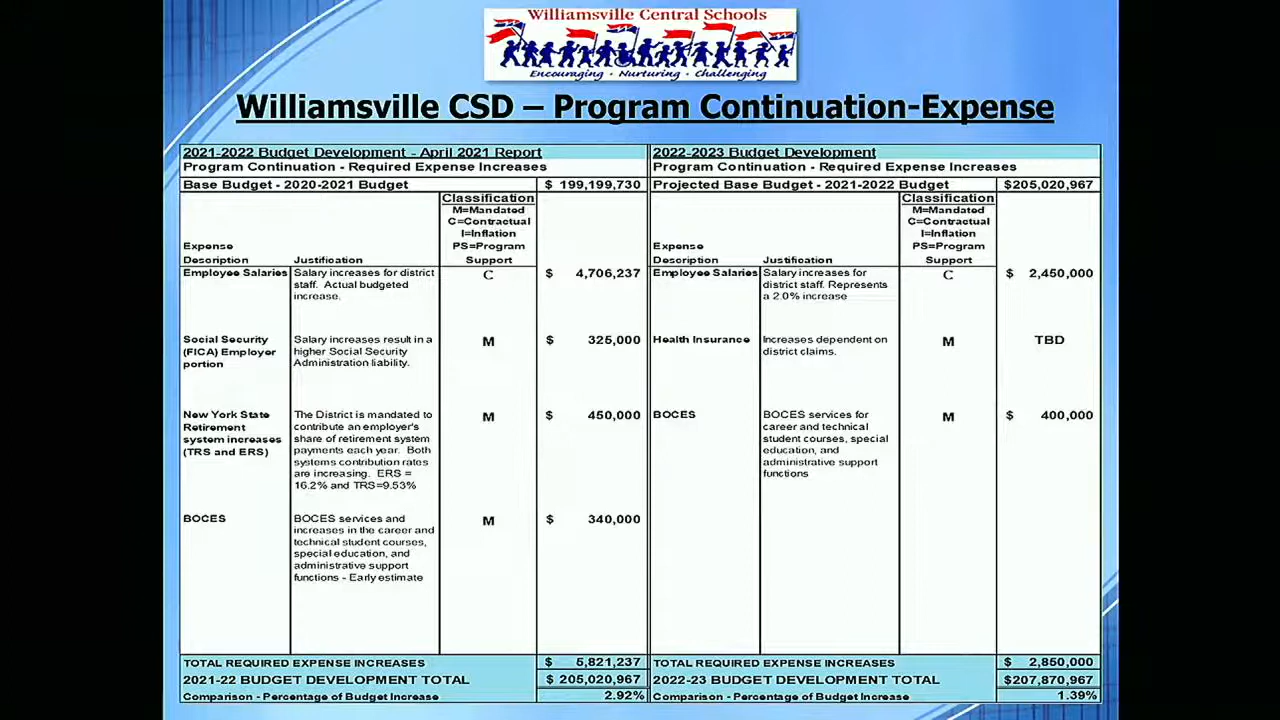 Williamsville Central Schools
Encouraging · Nurturing · Challenging
Williamsville CSD – Program Continuation-Expense
2021-2022 Budget Development - April 2021 Report
Program Continuation - Required Expense Increases
Base Budget - 2020-2021 Budget $ 199,199,730
Classification
M=Mandated
C=Contractual
I=Inflation
Expense PS=Program
Description Justification Support
Employee Salaries Salary increases for district C $ 4,706,237
staff. Actual budgeted
increase.
Social Security Salary increases result in a M $ 325,000
(FICA) Employer higher Social Security
portion Administration liability.
New York State The District is mandated to M $ 450,000
Retirement contribute an employer's
system increases share of retirement system
(TRS and ERS) payments each year. Both
systems contribution rates
are increasing. ERS =
16.2% and TRS=9.53%
BOCES BOCES services and M $ 340,000
increases in the career and
technical student courses,
special education, and
administrative support
functions - Early estimate
TOTAL REQUIRED EXPENSE INCREASES $ 5,821,237
2021-22 BUDGET DEVELOPMENT TOTAL $ 205,020,967
Comparison - Percentage of Budget Increase 2.92%
2022-2023 Budget Development
Program Continuation - Required Expense Increases
Projected Base Budget - 2021-2022 Budget $205,020,967
Classification
M=Mandated
C=Contractual
I=Inflation
Expense PS=Program
Description Justification Support
Employee Salaries Salary increases for C $ 2,450,000
district staff. Represents
a 2.0% increase
Health Insurance Increases dependent on M TBD
district claims.
BOCES BOCES services for M $ 400,000
career and technical
student courses, special
education, and
administrative support
functions
TOTAL REQUIRED EXPENSE INCREASES $ 2,850,000
2022-23 BUDGET DEVELOPMENT TOTAL $207,870,967
Comparison - Percentage of Budget Increase 1.39%